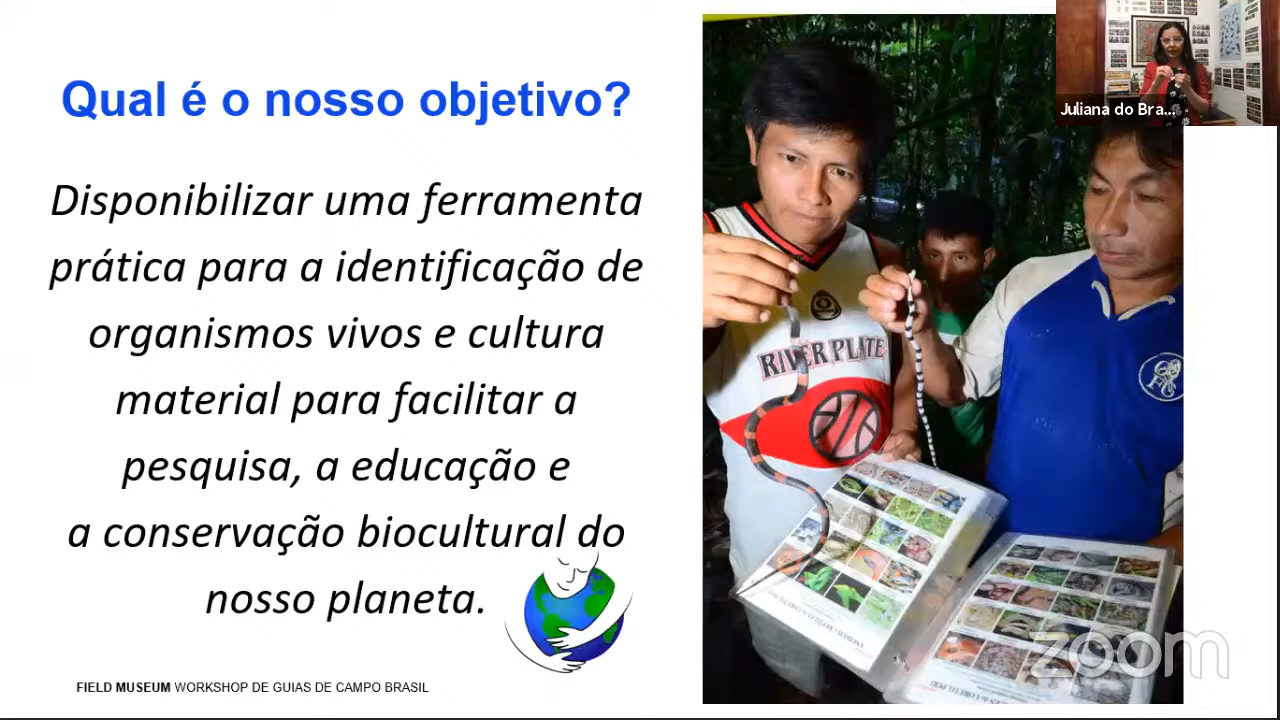 Qual é o nosso objetivo?
Disponibilizar uma ferramenta
prática para a identificação de
organismos vivos e cultura
material para facilitar a
pesquisa, a educação e
a conservação biocultural do
nosso planeta.
FIELD MUSEUM WORKSHOP DE GUIAS DE CAMPO BRASIL
Juliana do Bra...
RIVER PLATE
zoom